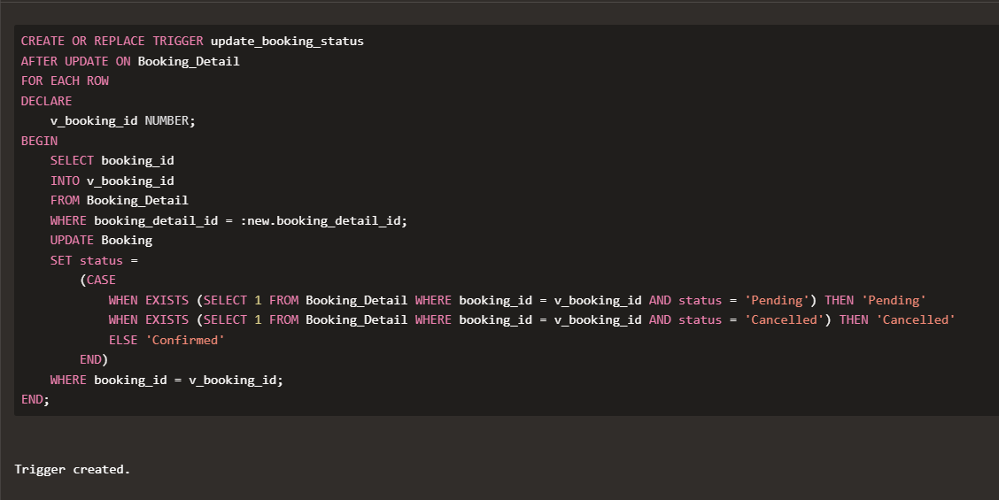 CREATE OR REPLACE TRIGGER update_booking_status
AFTER UPDATE ON Booking_Detail
FOR EACH ROW
DECLARE
    v_booking_id NUMBER;
BEGIN
    SELECT booking_id
    INTO v_booking_id
    FROM Booking_Detail
    WHERE booking_detail_id = :new.booking_detail_id;
    UPDATE Booking
    SET status =
        (CASE
            WHEN EXISTS (SELECT 1 FROM Booking_Detail WHERE booking_id = v_booking_id AND status = 'Pending') THEN 'Pending'
            WHEN EXISTS (SELECT 1 FROM Booking_Detail WHERE booking_id = v_booking_id AND status = 'Cancelled') THEN 'Cancelled'
            ELSE 'Confirmed'
        END)
    WHERE booking_id = v_booking_id;
END;
Trigger created.